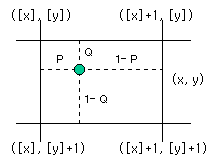 ([x], [y]) ([x]+1, [y])
Q
P 1- P
(x, y)
1- Q
([x], [y]+1) ([x]+1, [y]+1)